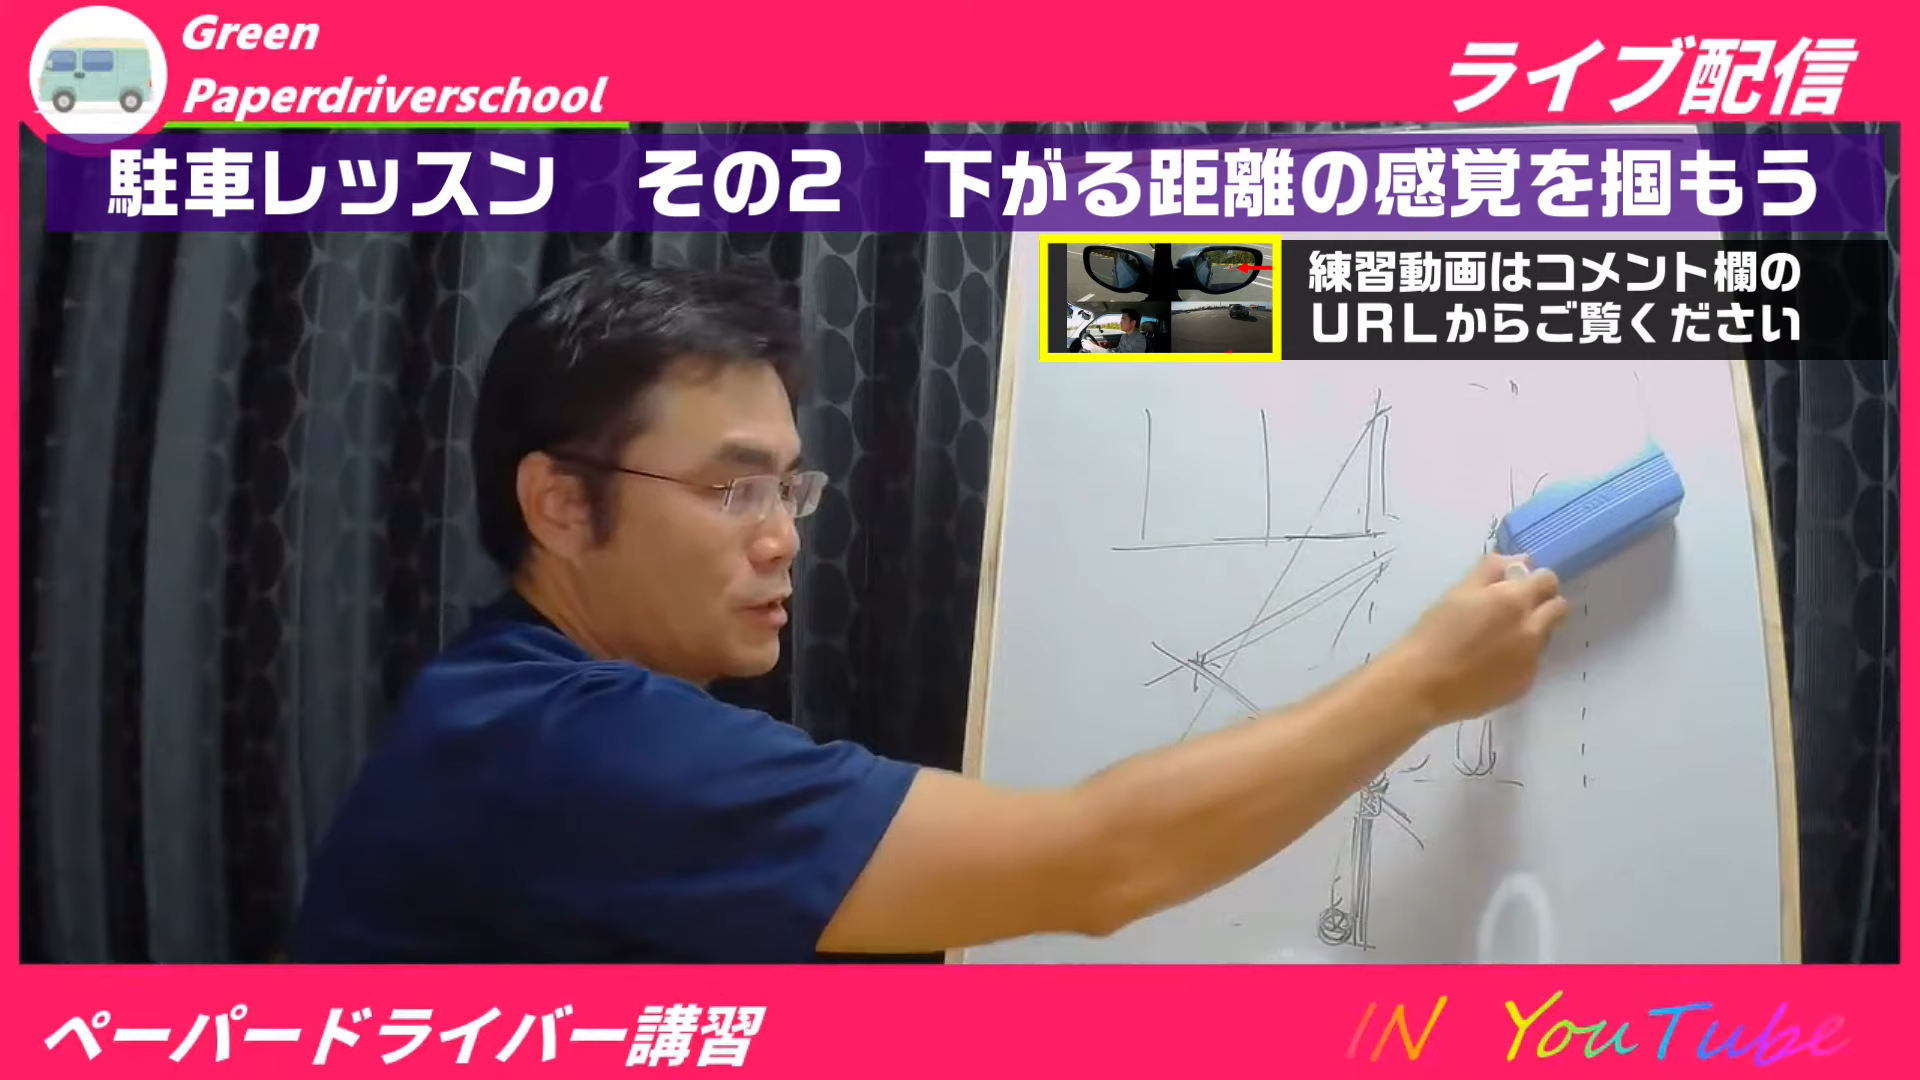 Green
Paperdriverschool
ライブ配信
駐車レッスン　その2　下がる距離の感覚を掴もう
練習動画はコメント欄の
URLからご覧ください
ペーパードライバー講習
IN YouTube